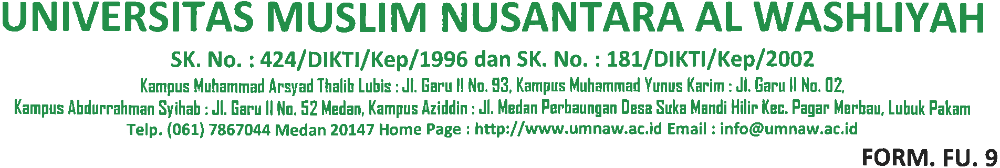 UNIVERSITAS MUSLIM NUSANTARA AL WASHLIYAH
SK. No. : 424/DIKTI/Kep/1996 dan SK. No. : 181/DIKTI/Kep/2002
Kampus Muhammad Arsyad Thalib Lubis : Jl. Garu II No. 93, Kampus Muhammad Yunus Karim : Jl. Garu II No. 02,
Kampus Abdurrahman Syihab : Jl. Garu II No. 52 Medan, Kampus Aziddin : Jl. Medan Perbaungan Desa Suka Mandi Hilir Kec. Pagar Merbau, Lubuk Pakam
Telp. (061) 7867044 Medan 20147 Home Page : http://www.umnaw.ac.id Email : info@umnaw.ac.id
FORM. FU. 9